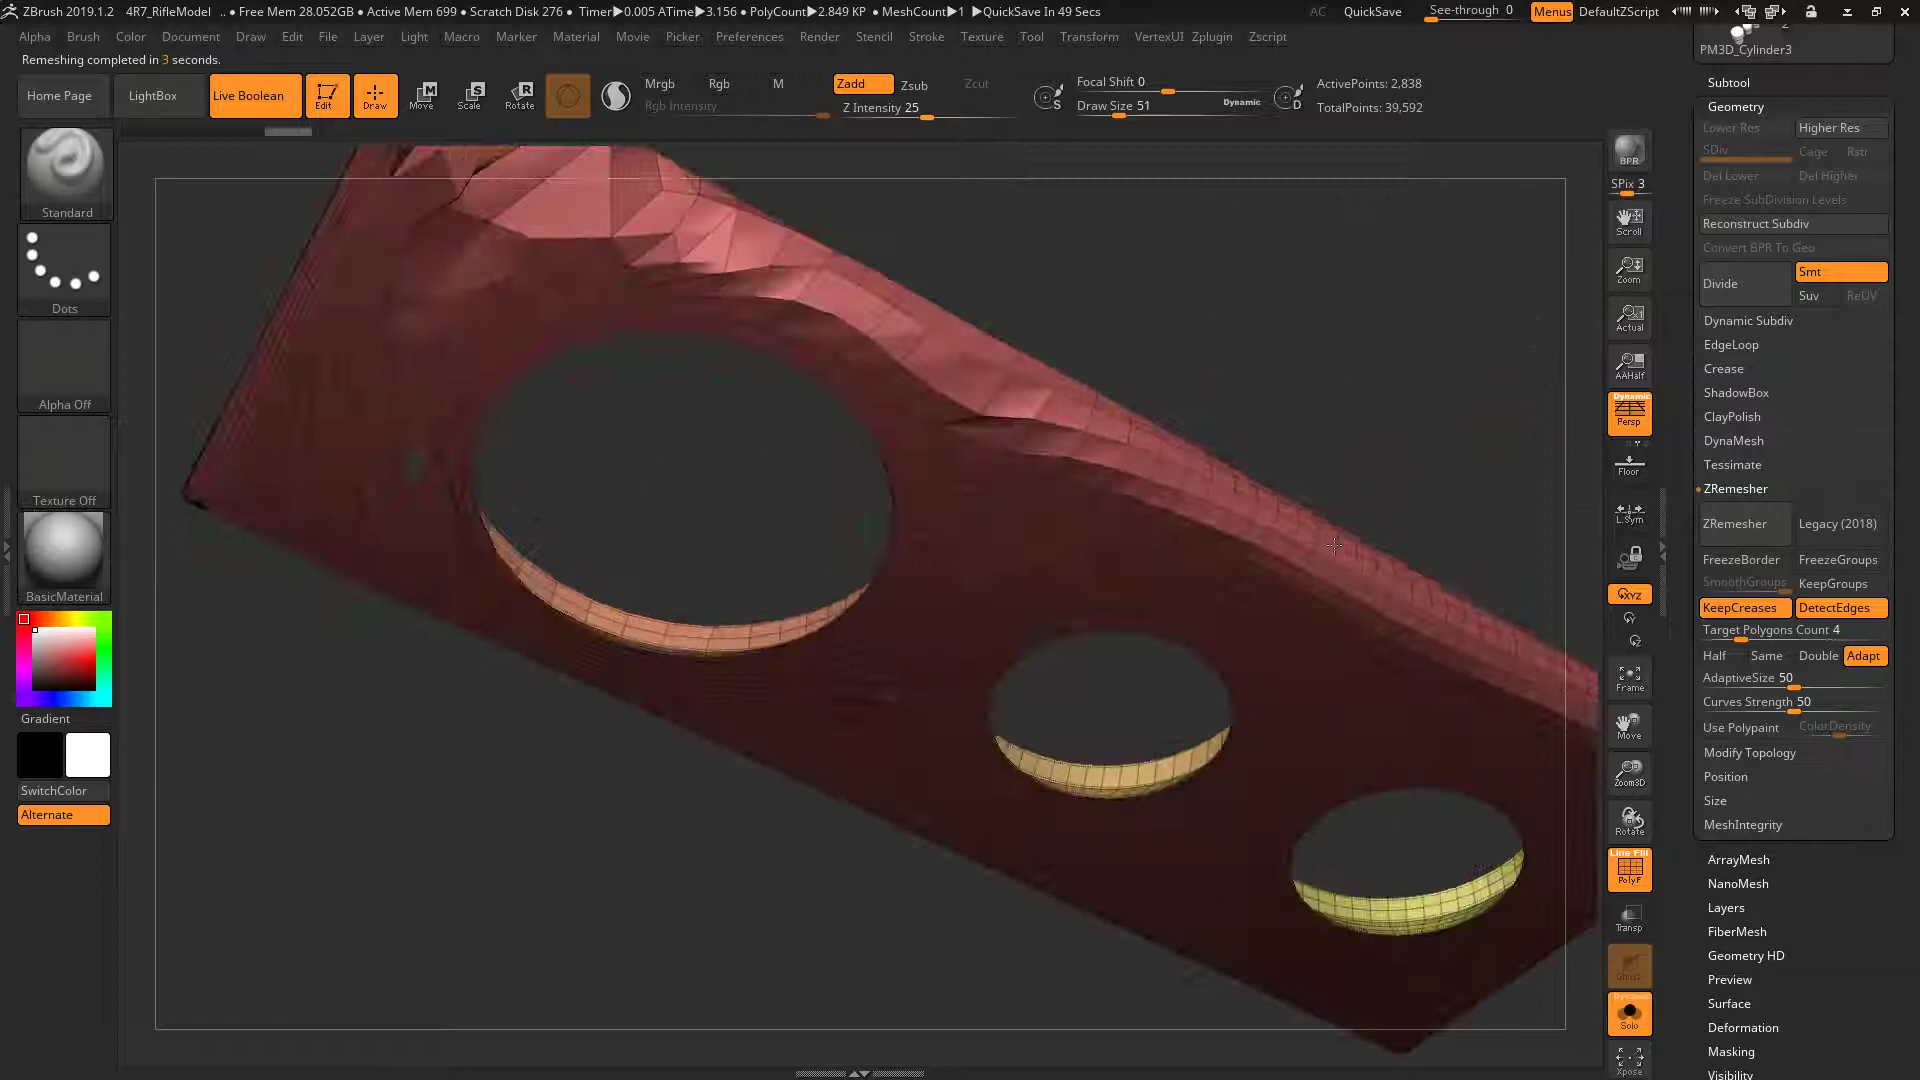 ZBrush 2019.1.2 4R7_RifleModel .. • Free Mem 28.052GB • Active Mem 699 • Scratch Disk 276 • Timer▶0.005 ATime▶3.156 • PolyCount▶2.849 KP • MeshCount▶1 ▶QuickSave In 49 Secs AC QuickSave See-through 0 Menus DefaultZScript
Alpha Brush Color Document Draw Edit File Layer Light Macro Marker Material Movie Picker Preferences Render Stencil Stroke Texture Tool Transform VertexUI Zplugin Zscript
Remeshing completed in 3 seconds.
Home Page LightBox Live Boolean Edit Draw Move Scale Rotate
Mrgb Rgb M Zadd Zsub Zcut
Rgb Intensity Z Intensity 25
Focal Shift 0
Draw Size 51 Dynamic
ActivePoints: 2,838
TotalPoints: 39,592
Standard
Dots
Alpha Off
Texture Off
BasicMaterial
Gradient
SwitchColor
Alternate
BPR
SPix 3
Scroll
Zoom
Actual
AAHalf
Dynamic
Persp
Floor
L.Sym
XYZ
Frame
Move
Zoom3D
Rotate
Line Fill
PolyF
Transp
Ghost
Dynamic
Solo
Xpose
PM3D_Cylinder3
Subtool
Geometry
Lower Res Higher Res
SDiv Cage Rstr
Del Lower Del Higher
Freeze SubDivision Levels
Reconstruct Subdiv
Convert BPR To Geo
Divide Smt
Suv ReUV
Dynamic Subdiv
EdgeLoop
Crease
ShadowBox
ClayPolish
DynaMesh
Tessimate
ZRemesher
ZRemesher Legacy (2018)
FreezeBorder FreezeGroups
SmoothGroups KeepGroups
KeepCreases DetectEdges
Target Polygons Count 4
Half Same Double Adapt
AdaptiveSize 50
Curves Strength 50
Use Polypaint ColorDensity
Modify Topology
Position
Size
MeshIntegrity
ArrayMesh
NanoMesh
Layers
FiberMesh
Geometry HD
Preview
Surface
Deformation
Masking
Visibility